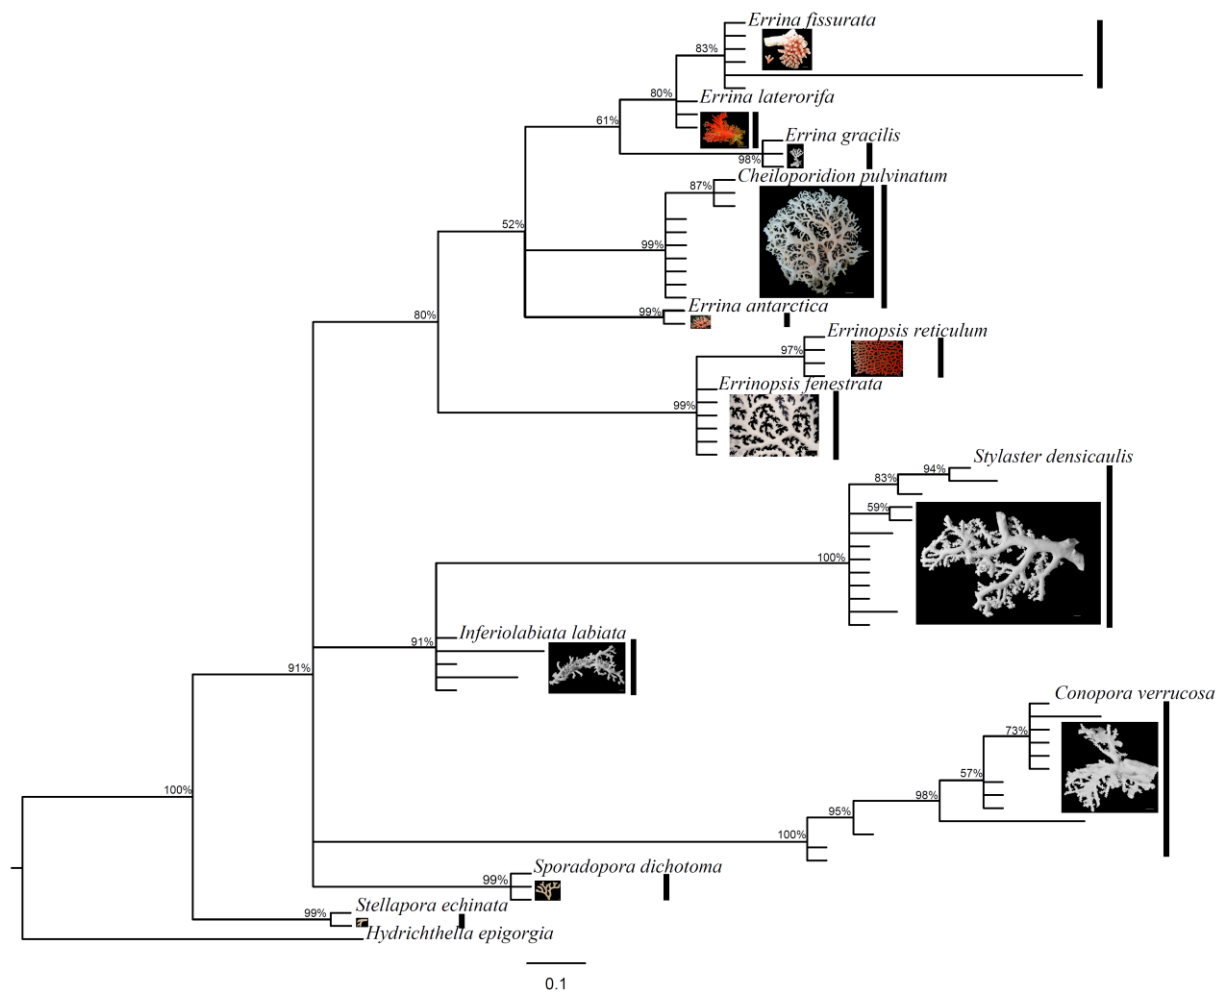 Errina fissurata
83%
80%
Errina laterorifa
61%
Errina gracilis
98%
Cheiloporidion pulvinatum
87%
52%
99%
Errina antarctica
99%
80%
Errinopsis reticulum
97%
Errinopsis fenestrata
99%
Stylaster densicaulis
94%
83%
59%
100%
Inferiolabiata labiata
91%
91%
Conopora verrucosa
73%
57%
98%
100%
95%
100%
Sporadopora dichotoma
99%
Stellapora echinata
99%
Hydrichthella epigorgia
0.1